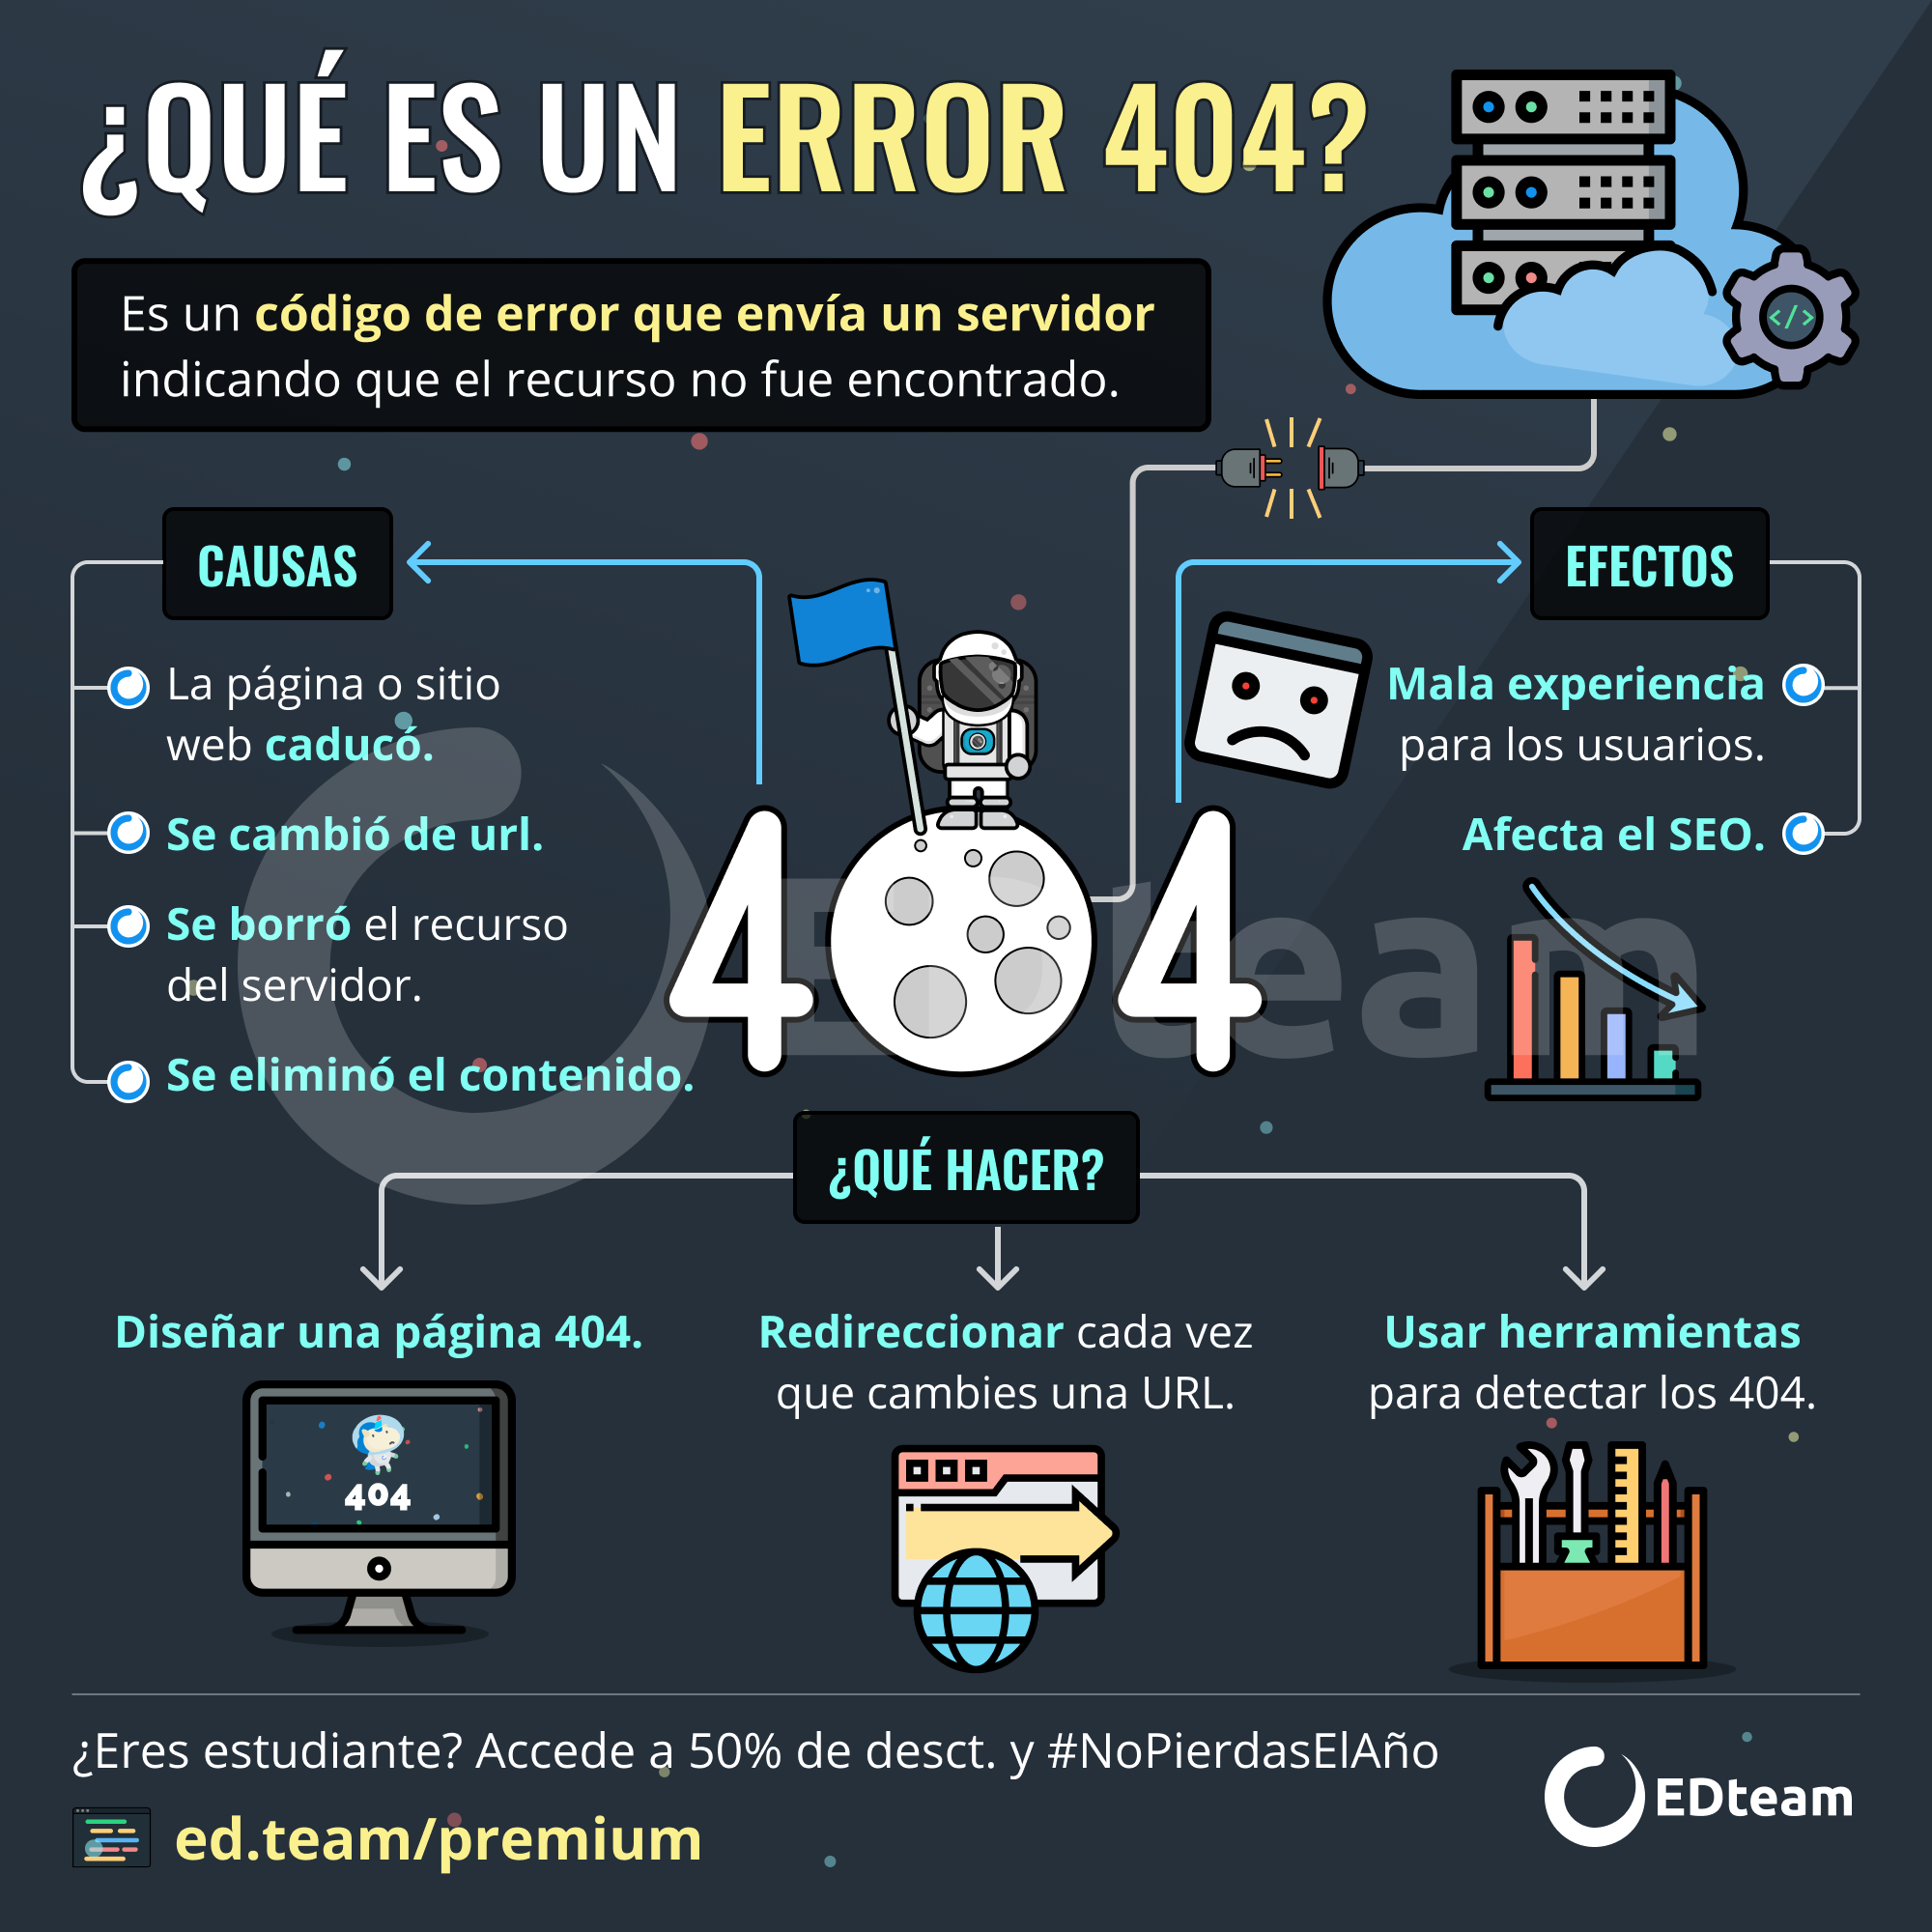 ¿QUÉ ES UN ERROR 404?
Es un código de error que envía un servidor
indicando que el recurso no fue encontrado.
</>
CAUSAS
La página o sitio
web caducó.
Se cambió de url.
Se borró el recurso
del servidor.
Se eliminó el contenido.
EFECTOS
Mala experiencia
para los usuarios.
Afecta el SEO.
404
EDteam
¿QUÉ HACER?
Diseñar una página 404.
404
Redireccionar cada vez
que cambies una URL.
Usar herramientas
para detectar los 404.
¿Eres estudiante? Accede a 50% de desct. y #NoPierdasElAño
ed.team/premium
EDteam